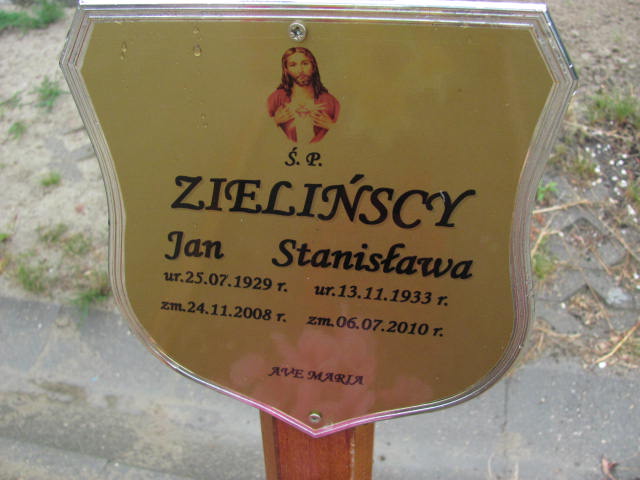 Ś. P.
ZIELIŃSCY
Jan Stanisława
ur.25.07.1929 r. ur.13.11.1933 r.
zm.24.11.2008 r. zm.06.07.2010 r.
AVE MARIA